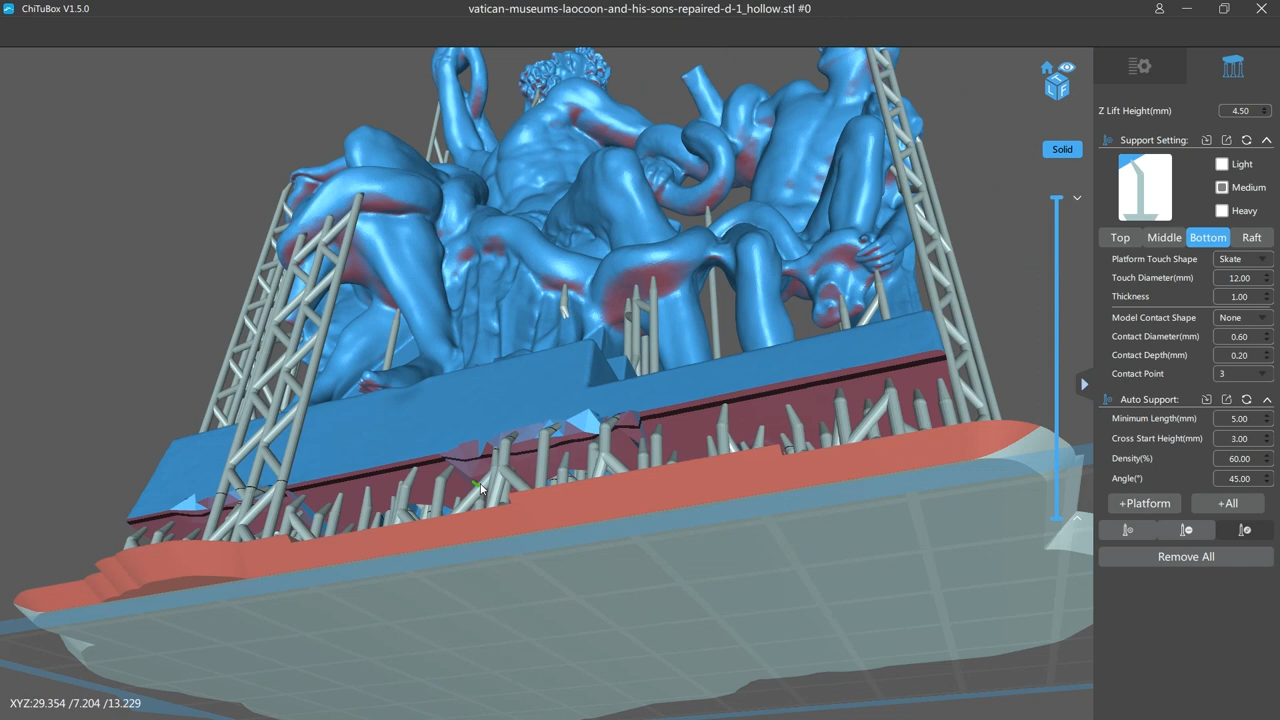 ChiTuBox V1.5.0
vatican-museums-laocoon-and-his-sons-repaired-d-1_hollow.stl #0
Z Lift Height(mm) 4.50
Support Setting:
Light
Medium
Heavy
Solid
Top Middle Bottom Raft
Platform Touch Shape Skate
Touch Diameter(mm) 12.00
Thickness 1.00
Model Contact Shape None
Contact Diameter(mm) 0.60
Contact Depth(mm) 0.20
Contact Point 3
Auto Support:
Minimum Length(mm) 5.00
Cross Start Height(mm) 3.00
Density(%) 60.00
Angle(°) 45.00
+Platform +All
Remove All
XYZ:29.354 /7.204 /13.229